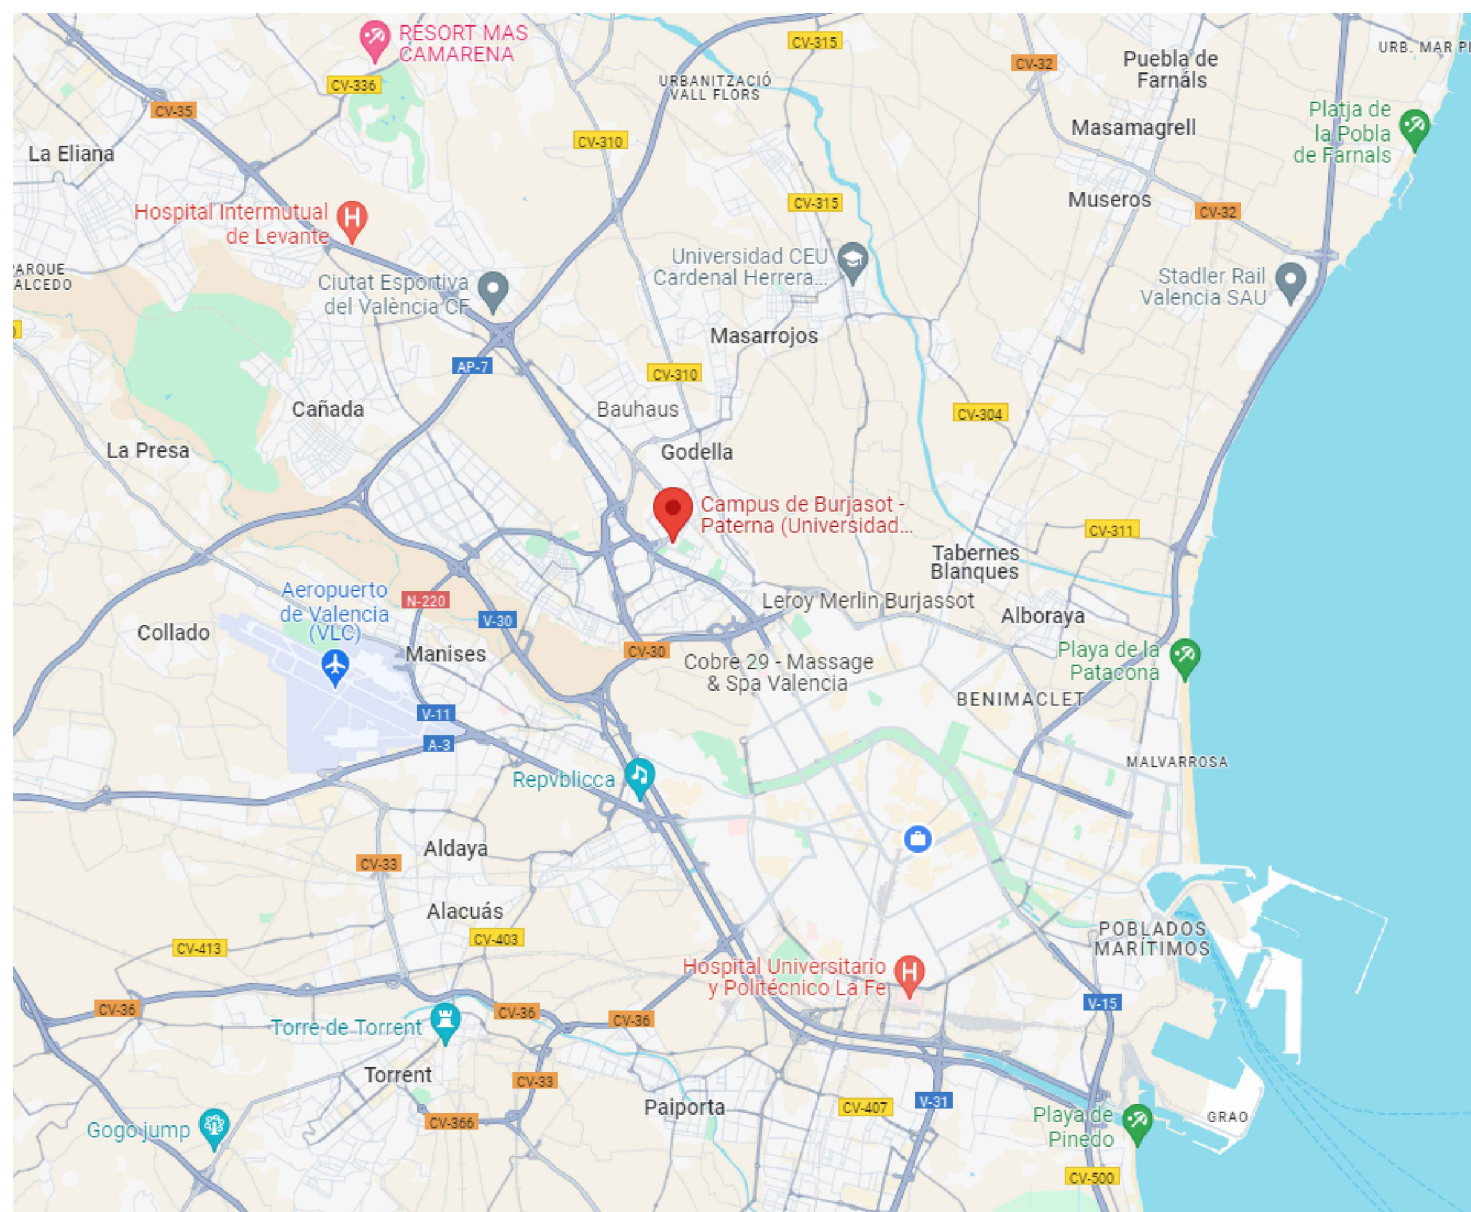 RESORT MAS
CAMARENA
CV-315
CV-32
Puebla de
Farnáls
URB. MAR
CV-336
URBANITZACIÓ
VALL FLORS
CV-35
Platja de
la Pobla
de Farnals
Masamagrell
CV-310
La Eliana
Museros
CV-315
CV-32
Hospital Intermutual
de Levante
Universidad CEU
Cardenal Herrera...
PARQUE
ALCEDO
Ciutat Esportiva
del València CF
Stadler Rail
Valencia SAU
Masarrojos
AP-7
CV-310
Cañada
Bauhaus
CV-304
La Presa
Godella
Campus de Burjasot -
Paterna (Universidad...
CV-311
Tabernes
Blanques
Aeropuerto
de Valencia
(VLC)
N-220
V-30
Leroy Merlin Burjassot
Alboraya
Collado
Manises
CV-30
Cobre 29 - Massage
& Spa Valencia
Playa de la
Patacona
BENIMACLET
V-11
A-3
MALVARROSA
Repvblicca
Aldaya
CV-33
Alacuás
CV-403
CV-413
POBLADOS
MARÍTIMOS
Hospital Universitario
y Politécnico La Fe
CV-36
CV-36
CV-36
V-15
Torre de Torrent
Torrent
CV-33
Paiporta
CV-407
V-31
CV-366
Gogo jump
Playa de
Pinedo
GRAO
CV-500